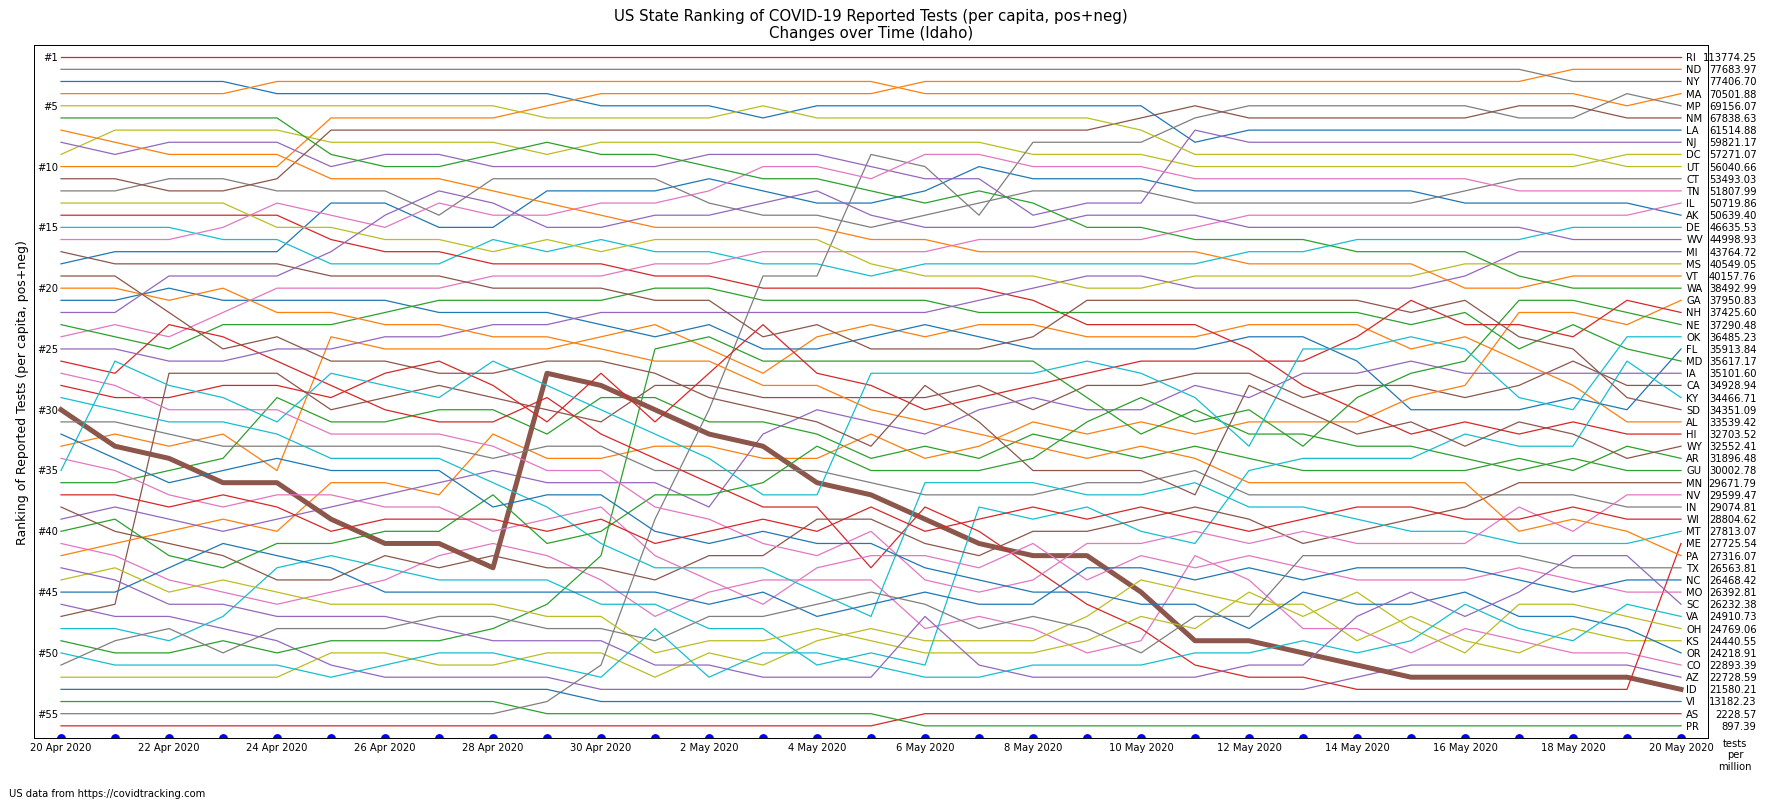 US State Ranking of COVID-19 Reported Tests (per capita, pos+neg)
Changes over Time (Idaho)
Ranking of Reported Tests (per capita, pos+neg)
#1
#5
#10
#15
#20
#25
#30
#35
#40
#45
#50
#55
RI 113774.25
ND 77683.97
NY 77406.70
MA 70501.88
MP 69156.07
NM 67838.63
LA 61514.88
NJ 59821.17
DC 57271.07
UT 56040.66
CT 53493.03
TN 51807.99
IL 50719.86
AK 50639.40
DE 46635.53
WV 44998.93
MI 43764.72
MS 40549.05
VT 40157.76
WA 38492.99
GA 37950.83
NH 37425.60
NE 37290.48
OK 36485.23
FL 35913.84
MD 35617.17
IA 35101.60
CA 34928.94
KY 34466.71
SD 34351.09
AL 33539.42
HI 32703.52
WY 32552.41
AR 31896.48
GU 30002.78
MN 29671.79
NV 29599.47
IN 29074.81
WI 28804.62
MT 27813.07
ME 27725.54
PA 27316.07
TX 26563.81
NC 26468.42
MO 26392.81
SC 26232.38
VA 24910.73
OH 24769.06
KS 24440.55
OR 24218.91
CO 22893.39
AZ 22728.59
ID 21580.21
VI 13182.23
AS 2228.57
PR 897.39
20 Apr 2020 22 Apr 2020 24 Apr 2020 26 Apr 2020 28 Apr 2020 30 Apr 2020 2 May 2020 4 May 2020 6 May 2020 8 May 2020 10 May 2020 12 May 2020 14 May 2020 16 May 2020 18 May 2020 20 May 2020
tests
per
million
US data from https://covidtracking.com